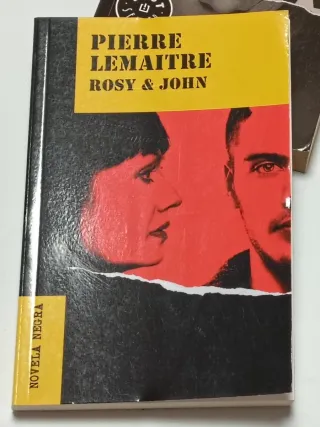 PIERRE
LEMAITRE
ROSY & JOHN
NOVELA NEGRA